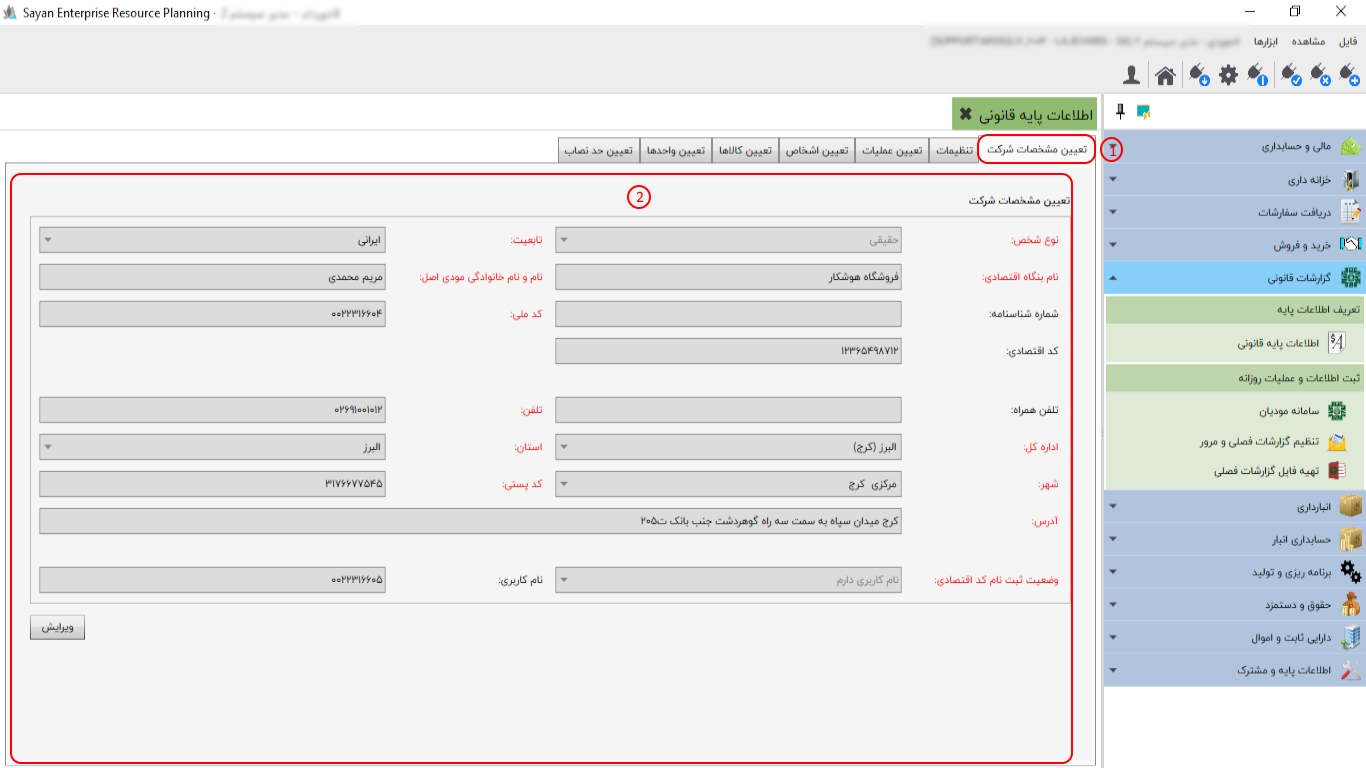 Sayan Enterprise Resource Planning -
فایل مشاهده ابزارها
اطلاعات پایه قانونی
تعیین مشخصات شرکت تنظیمات تعیین عملیات تعیین اشخاص تعیین کالاها تعیین واحدها تعیین حد نصاب
1
2
تعیین مشخصات شرکت
نوع شخص: حقیقی تابعیت: ایرانی
نام بنگاه اقتصادی: فروشگاه هوشکار نام و نام خانوادگی مودی اصل: مریم محمدی
شماره شناسنامه: کد ملی: ۰۰۲۲۳۱۶۶۰۴
کد اقتصادی: ۱۲۳۶۵۴۹۸۷۱۲
تلفن همراه: تلفن: ۰۲۶۹۱۰۰۱۰۱۲
اداره کل: البرز (کرج) استان: البرز
شهر: مرکزی کرج کد پستی: ۳۱۷۶۶۷۷۵۴۵
آدرس: کرج میدان سپاه به سمت سه راه گوهردشت جنب بانک ت۲۰۵
وضعیت ثبت نام کد اقتصادی: نام کاربری دارم نام کاربری: ۰۰۲۲۳۱۶۶۰۵
ویرایش
مالی و حسابداری
خزانه داری
دریافت سفارشات
خرید و فروش
گزارشات قانونی
تعریف اطلاعات پایه
اطلاعات پایه قانونی
ثبت اطلاعات و عملیات روزانه
سامانه مودیان
تنظیم گزارشات فصلی و مرور
تهیه فایل گزارشات فصلی
انبارداری
حسابداری انبار
برنامه ریزی و تولید
حقوق و دستمزد
دارایی ثابت و اموال
اطلاعات پایه و مشترک